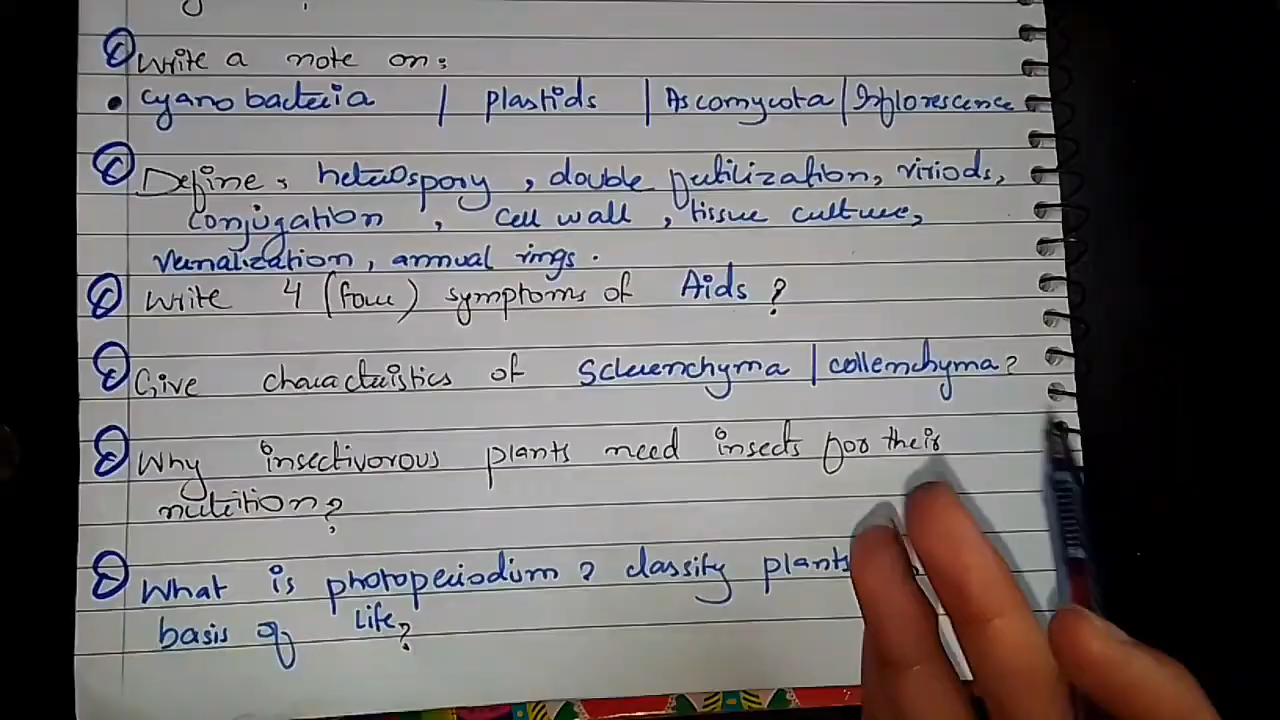 Write a note on:
• Cyanobacteria | Plastids | Ascomycota | Inflorescence
Define: heterospory, double fertilization, viriods,
conjugation, Cell wall, tissue culture,
vernalization, annual rings.
Write 4 (four) symptoms of Aids?
Give characteristics of Sclerenchyma | collenchyma?
Why insectivorous plants need insects for their
nutrition?
What is photoperiodism? classify plants
basis of Life?